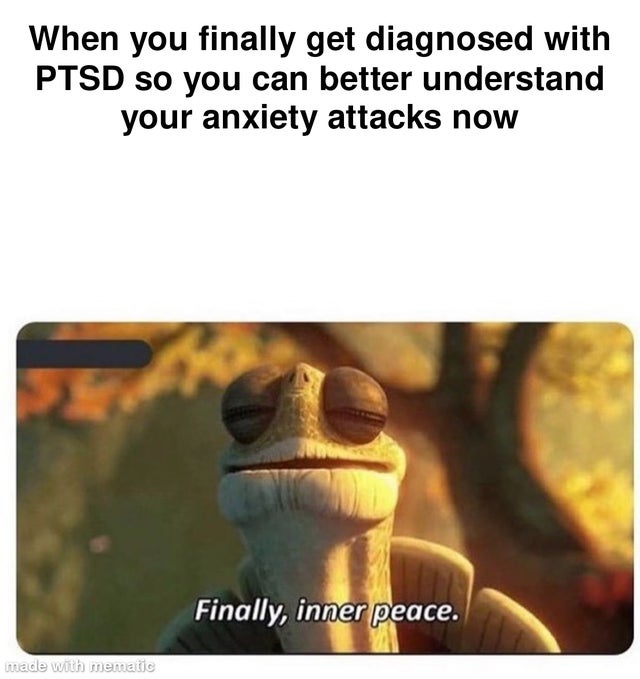 When you finally get diagnosed with
PTSD so you can better understand
your anxiety attacks now
Finally, inner peace.
made with mematic